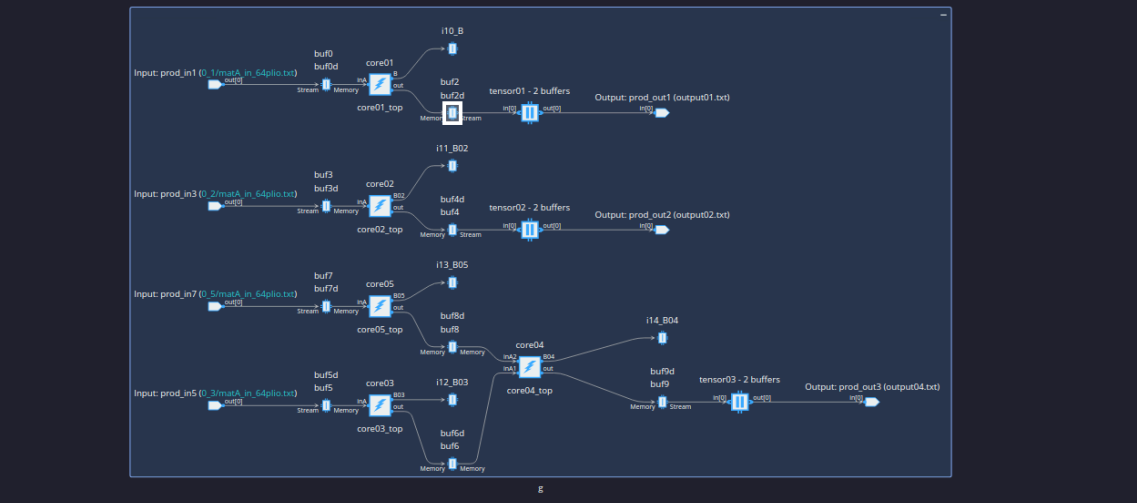 i10_B
buf0
buf0d
core01
Input: prod_in1 (0_1/matA_in_64plio.txt)
out[0]
Stream
Memory
inA
B
out
core01_top
buf2
buf2d
Memory
Stream
tensor01 - 2 buffers
in[0]
out[0]
Output: prod_out1 (output01.txt)
in[0]
i11_B02
buf3
buf3d
core02
Input: prod_in3 (0_2/matA_in_64plio.txt)
out[0]
Stream
Memory
inA
B02
out
core02_top
buf4d
buf4
Memory
Stream
tensor02 - 2 buffers
in[0]
out[0]
Output: prod_out2 (output02.txt)
in[0]
i13_B05
buf7
buf7d
core05
Input: prod_in7 (0_5/matA_in_64plio.txt)
out[0]
Stream
Memory
inA
B05
out
core05_top
buf8d
buf8
Memory
Memory
i14_B04
core04
inA2
inA1
B04
out
core04_top
buf9d
buf9
Memory
Stream
tensor03 - 2 buffers
in[0]
out[0]
Output: prod_out3 (output04.txt)
in[0]
buf5d
buf5
core03
i12_B03
Input: prod_in5 (0_3/matA_in_64plio.txt)
out[0]
Stream
Memory
inA
B03
out
core03_top
buf6d
buf6
Memory
Memory
g